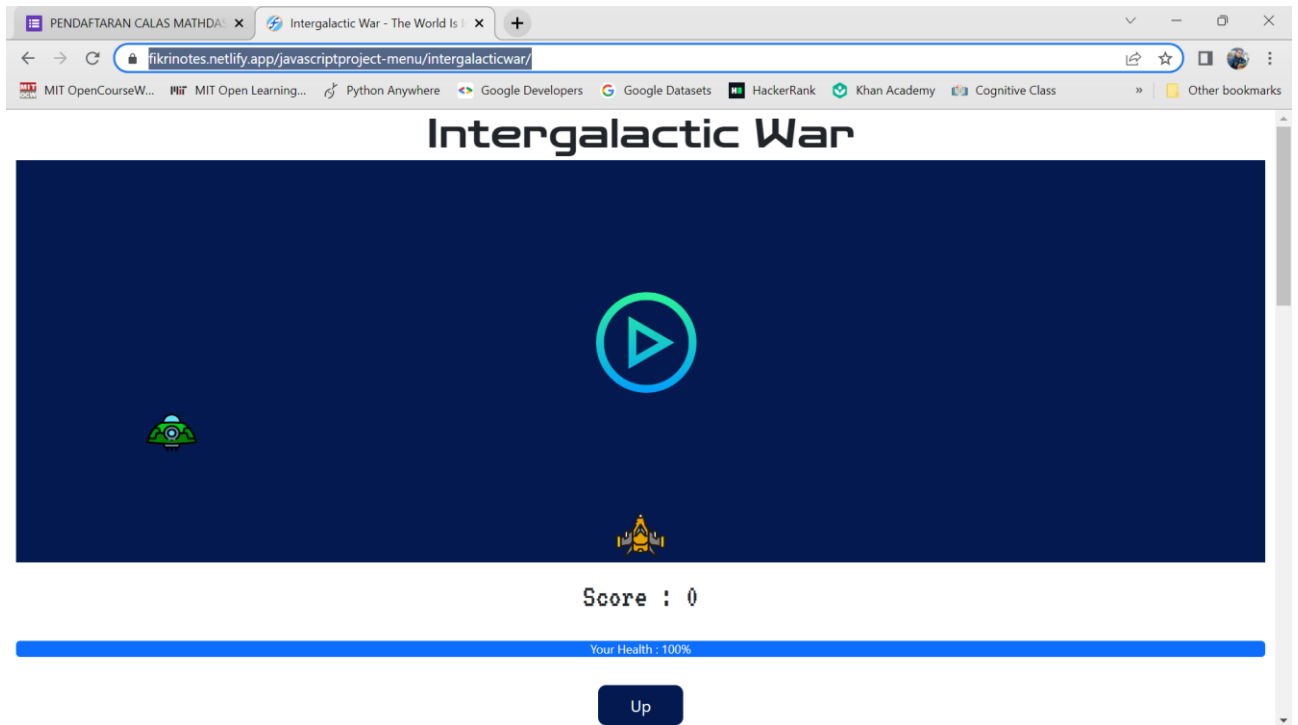 PENDAFTARAN CALAS MATHDAS
Intergalactic War - The World Is I
fikrinotes.netlify.app/javascriptproject-menu/intergalacticwar/
MIT OpenCourseW... MIT Open Learning... Python Anywhere Google Developers Google Datasets HackerRank Khan Academy Cognitive Class » Other bookmarks
Intergalactic War
Score : 0
Your Health : 100%
Up